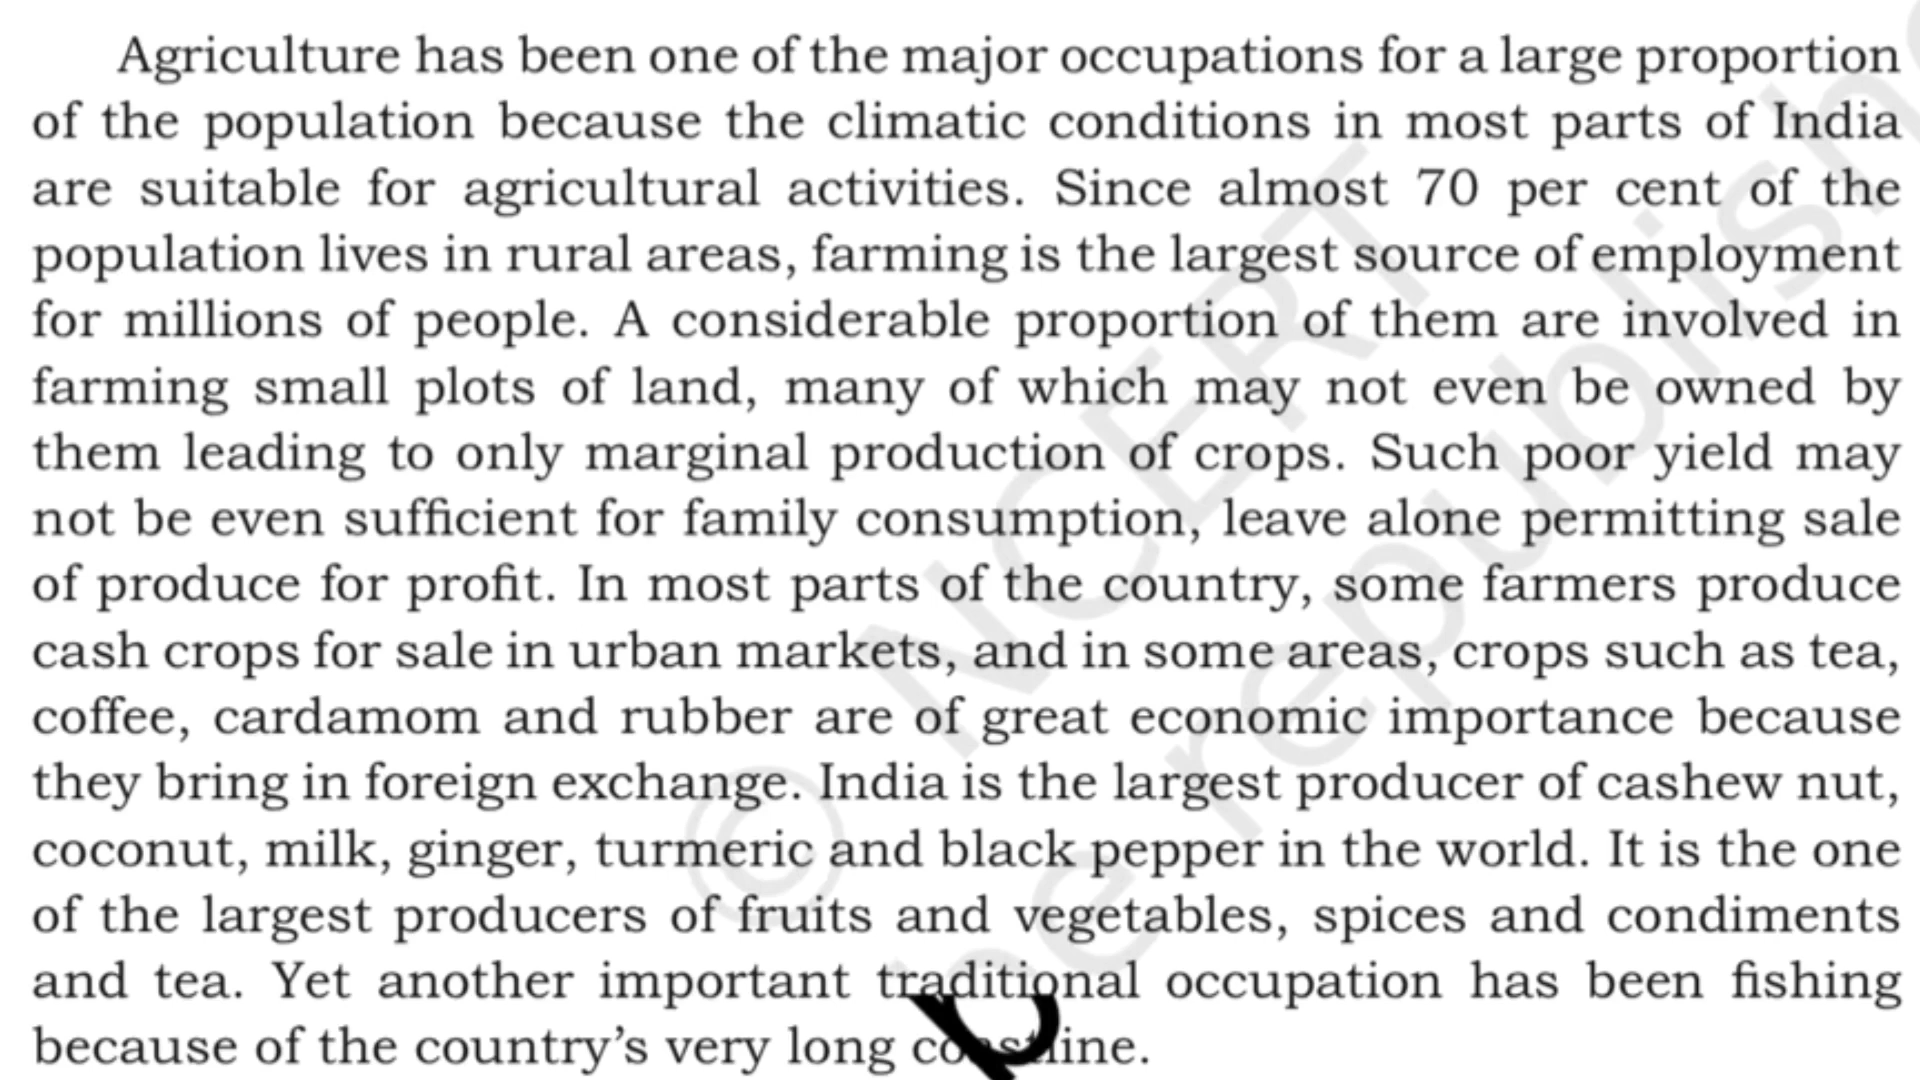 Agriculture has been one of the major occupations for a large proportion
of the population because the climatic conditions in most parts of India
are suitable for agricultural activities. Since almost 70 per cent of the
population lives in rural areas, farming is the largest source of employment
for millions of people. A considerable proportion of them are involved in
farming small plots of land, many of which may not even be owned by
them leading to only marginal production of crops. Such poor yield may
not be even sufficient for family consumption, leave alone permitting sale
of produce for profit. In most parts of the country, some farmers produce
cash crops for sale in urban markets, and in some areas, crops such as tea,
coffee, cardamom and rubber are of great economic importance because
they bring in foreign exchange. India is the largest producer of cashew nut,
coconut, milk, ginger, turmeric and black pepper in the world. It is the one
of the largest producers of fruits and vegetables, spices and condiments
and tea. Yet another important traditional occupation has been fishing
because of the country’s very long coastline.
© NCERT
be republish